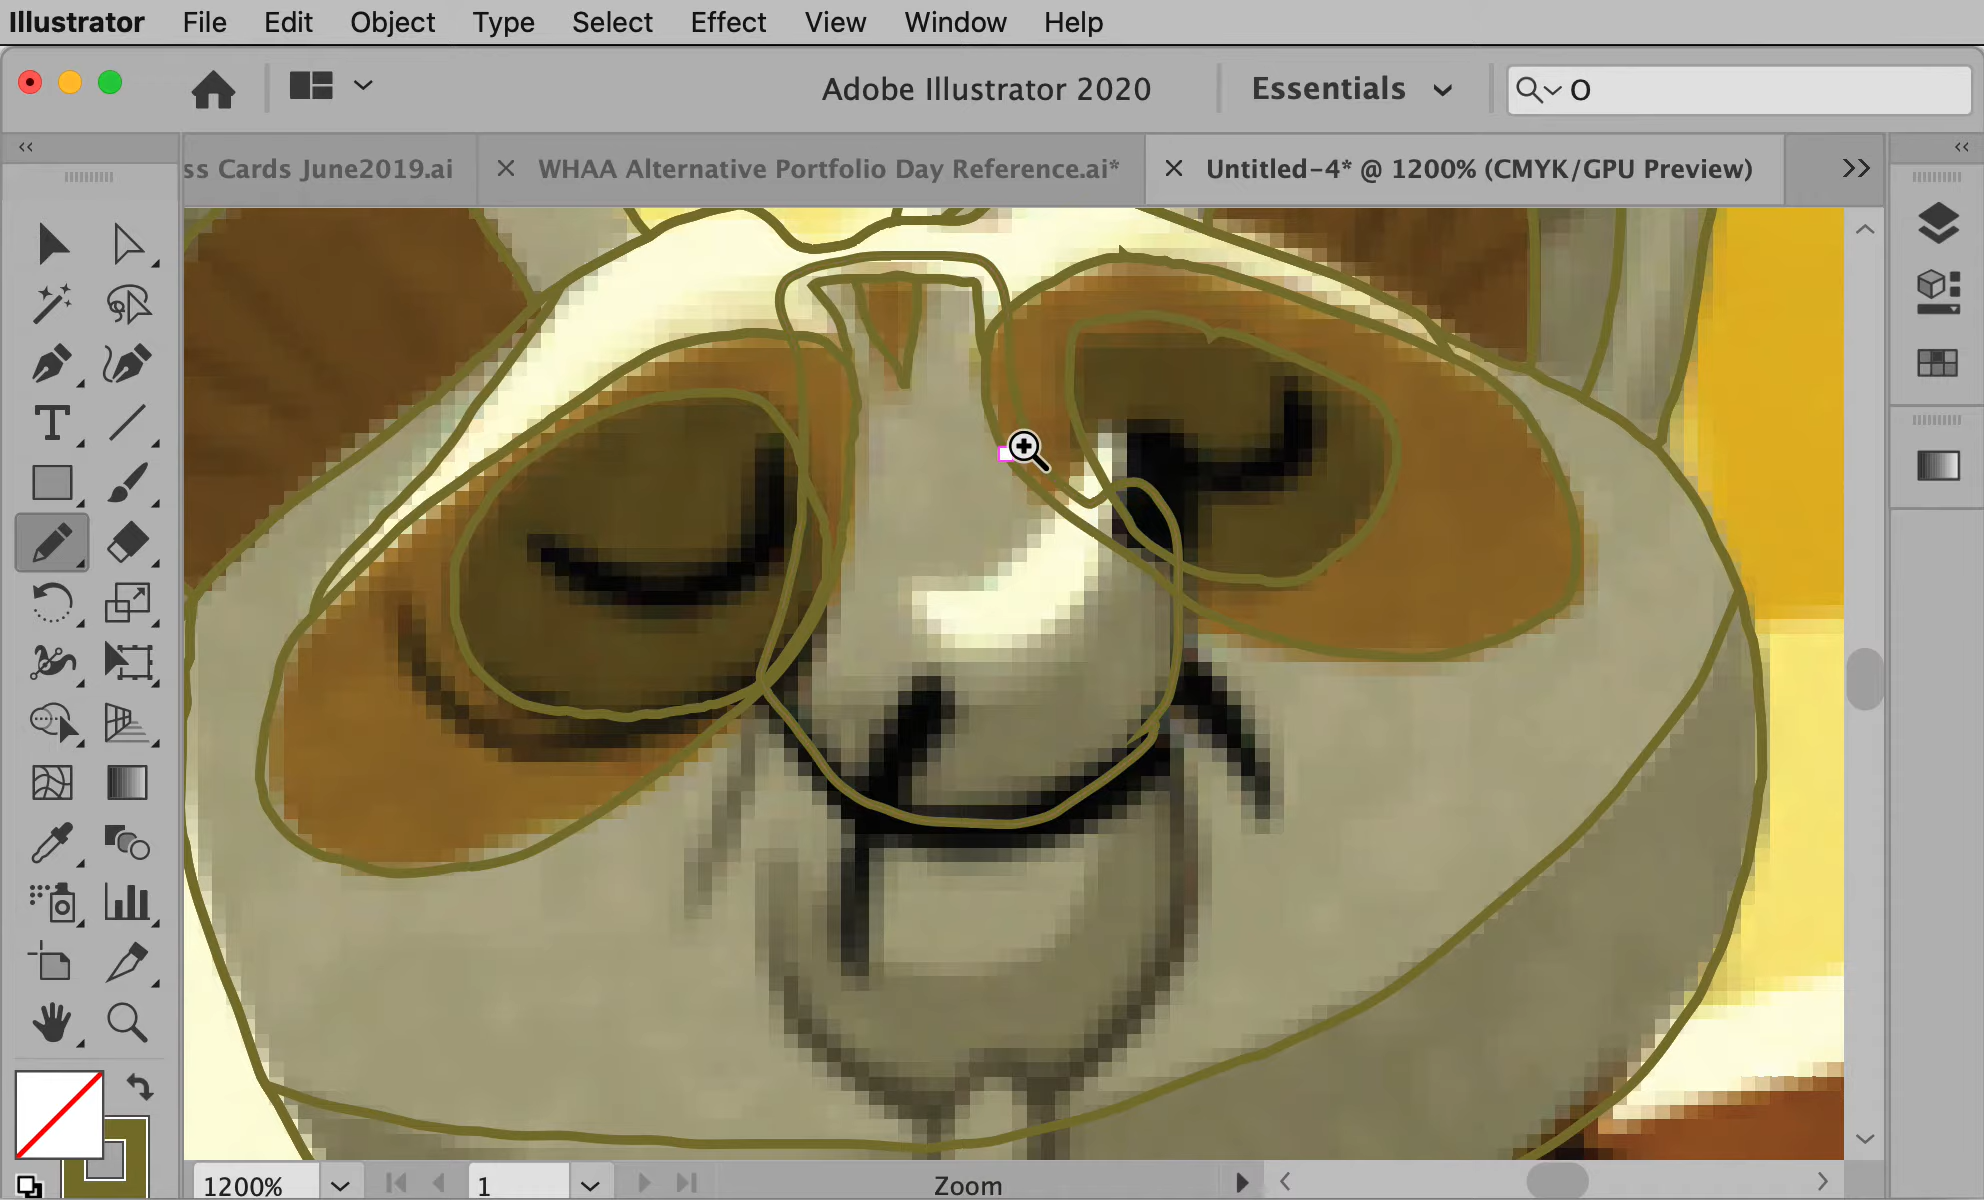 Illustrator File Edit Object Type Select Effect View Window Help
Adobe Illustrator 2020 Essentials O
ss Cards June2019.ai × WHAA Alternative Portfolio Day Reference.ai* × Untitled-4* @ 1200% (CMYK/GPU Preview)
1200% 1 Zoom